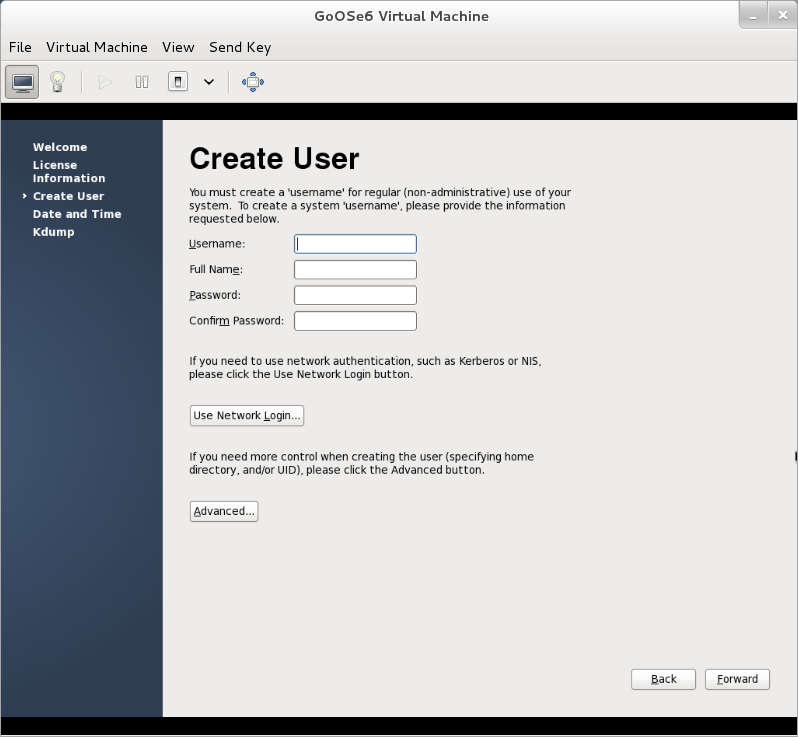 GoOSe6 Virtual Machine
File Virtual Machine View Send Key
Welcome
License
Information
Create User
Date and Time
Kdump
Create User
You must create a 'username' for regular (non-administrative) use of your
system.  To create a system 'username', please provide the information
requested below.
Username:
Full Name:
Password:
Confirm Password:
If you need to use network authentication, such as Kerberos or NIS,
please click the Use Network Login button.
Use Network Login...
If you need more control when creating the user (specifying home
directory, and/or UID), please click the Advanced button.
Advanced...
Back Forward